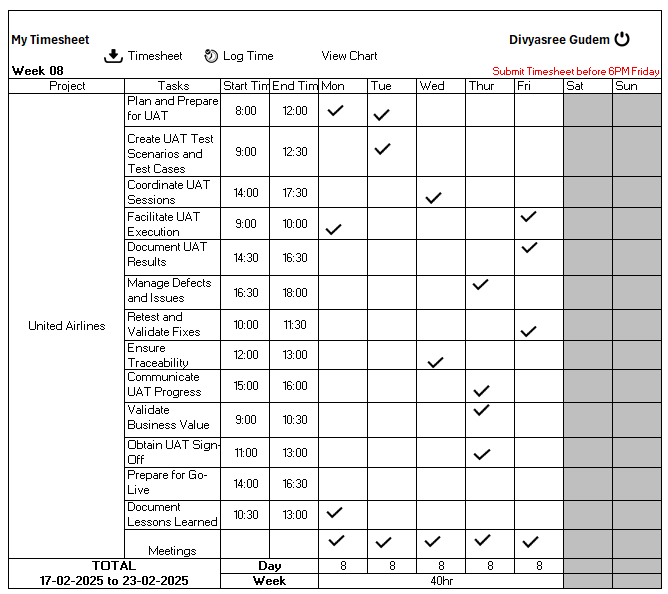 My Timesheet
Divyasree Gudem
Timesheet Log Time View Chart
Week 08
Submit Timesheet before 6PM Friday
Project Tasks Start Tim End Tim Mon Tue Wed Thur Fri Sat Sun
United Airlines
Plan and Prepare
for UAT
8:00 12:00
Create UAT Test
Scenarios and
Test Cases
9:00 12:30
Coordinate UAT
Sessions
14:00 17:30
Facilitate UAT
Execution
9:00 10:00
Document UAT
Results
14:30 16:30
Manage Defects
and Issues
16:30 18:00
Retest and
Validate Fixes
10:00 11:30
Ensure
Traceability
12:00 13:00
Communicate
UAT Progress
15:00 16:00
Validate
Business Value
9:00 10:30
Obtain UAT Sign-
Off
11:00 13:00
Prepare for Go-
Live
14:00 16:30
Document
Lessons Learned
10:30 13:00
Meetings
TOTAL Day 8 8 8 8 8
17-02-2025 to 23-02-2025 Week 40hr